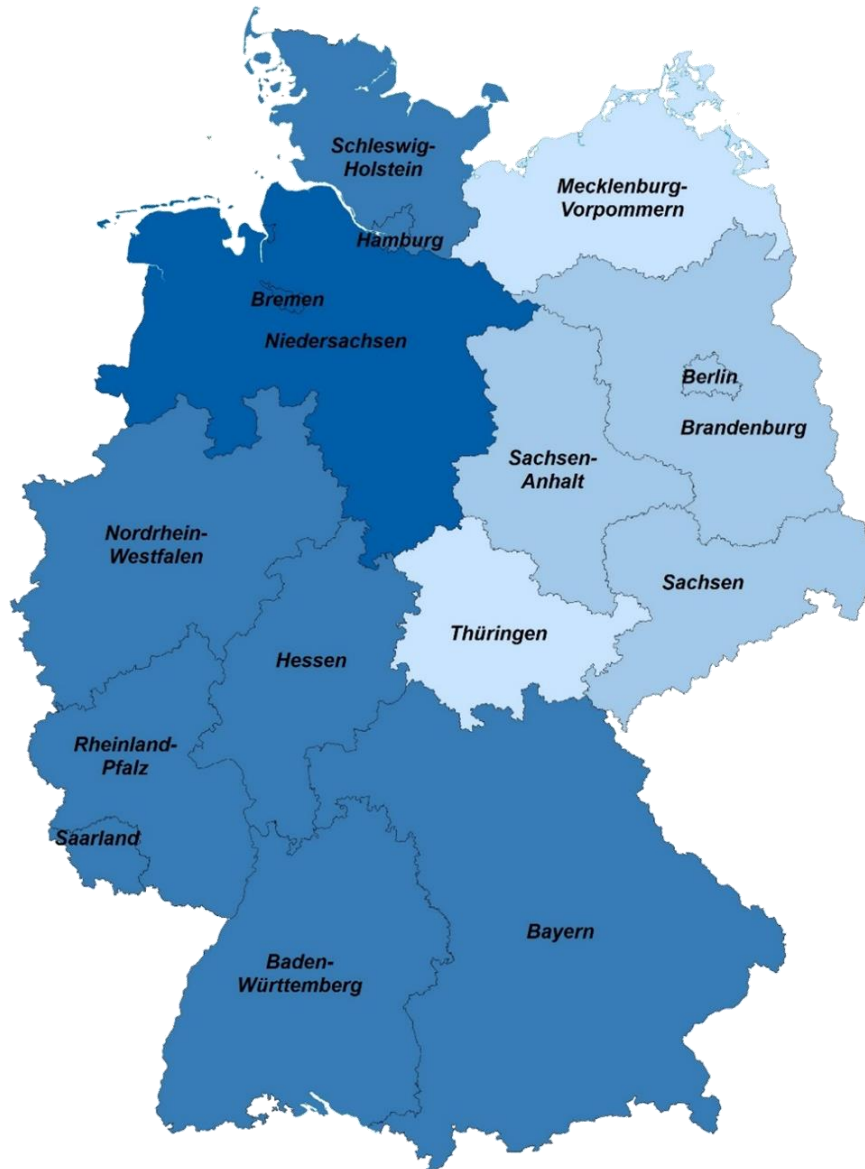 Schleswig-
Holstein
Mecklenburg-
Vorpommern
Hamburg
Bremen
Niedersachsen
Berlin
Brandenburg
Sachsen-
Anhalt
Nordrhein-
Westfalen
Sachsen
Thüringen
Hessen
Rheinland-
Pfalz
Saarland
Bayern
Baden-
Württemberg